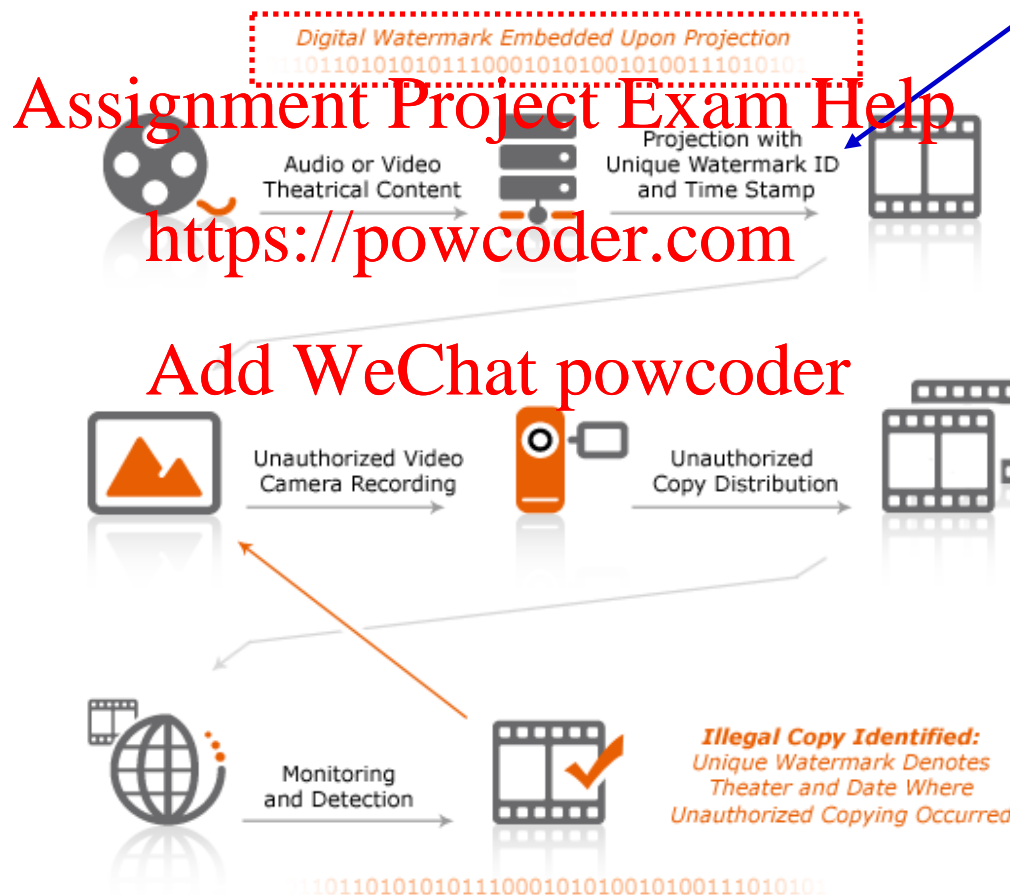 Digital Watermark Embedded Upon Projection
1101101010101110001010100101001110101010
Assignment Project Exam Help
Audio or Video
Theatrical Content
Projection with
Unique Watermark ID
and Time Stamp
https://powcoder.com
Add WeChat powcoder
Unauthorized Video
Camera Recording
Unauthorized
Copy Distribution
Monitoring
and Detection
Illegal Copy Identified:
Unique Watermark Denotes
Theater and Date Where
Unauthorized Copying Occurred
1101101010101110001010100101001110101010